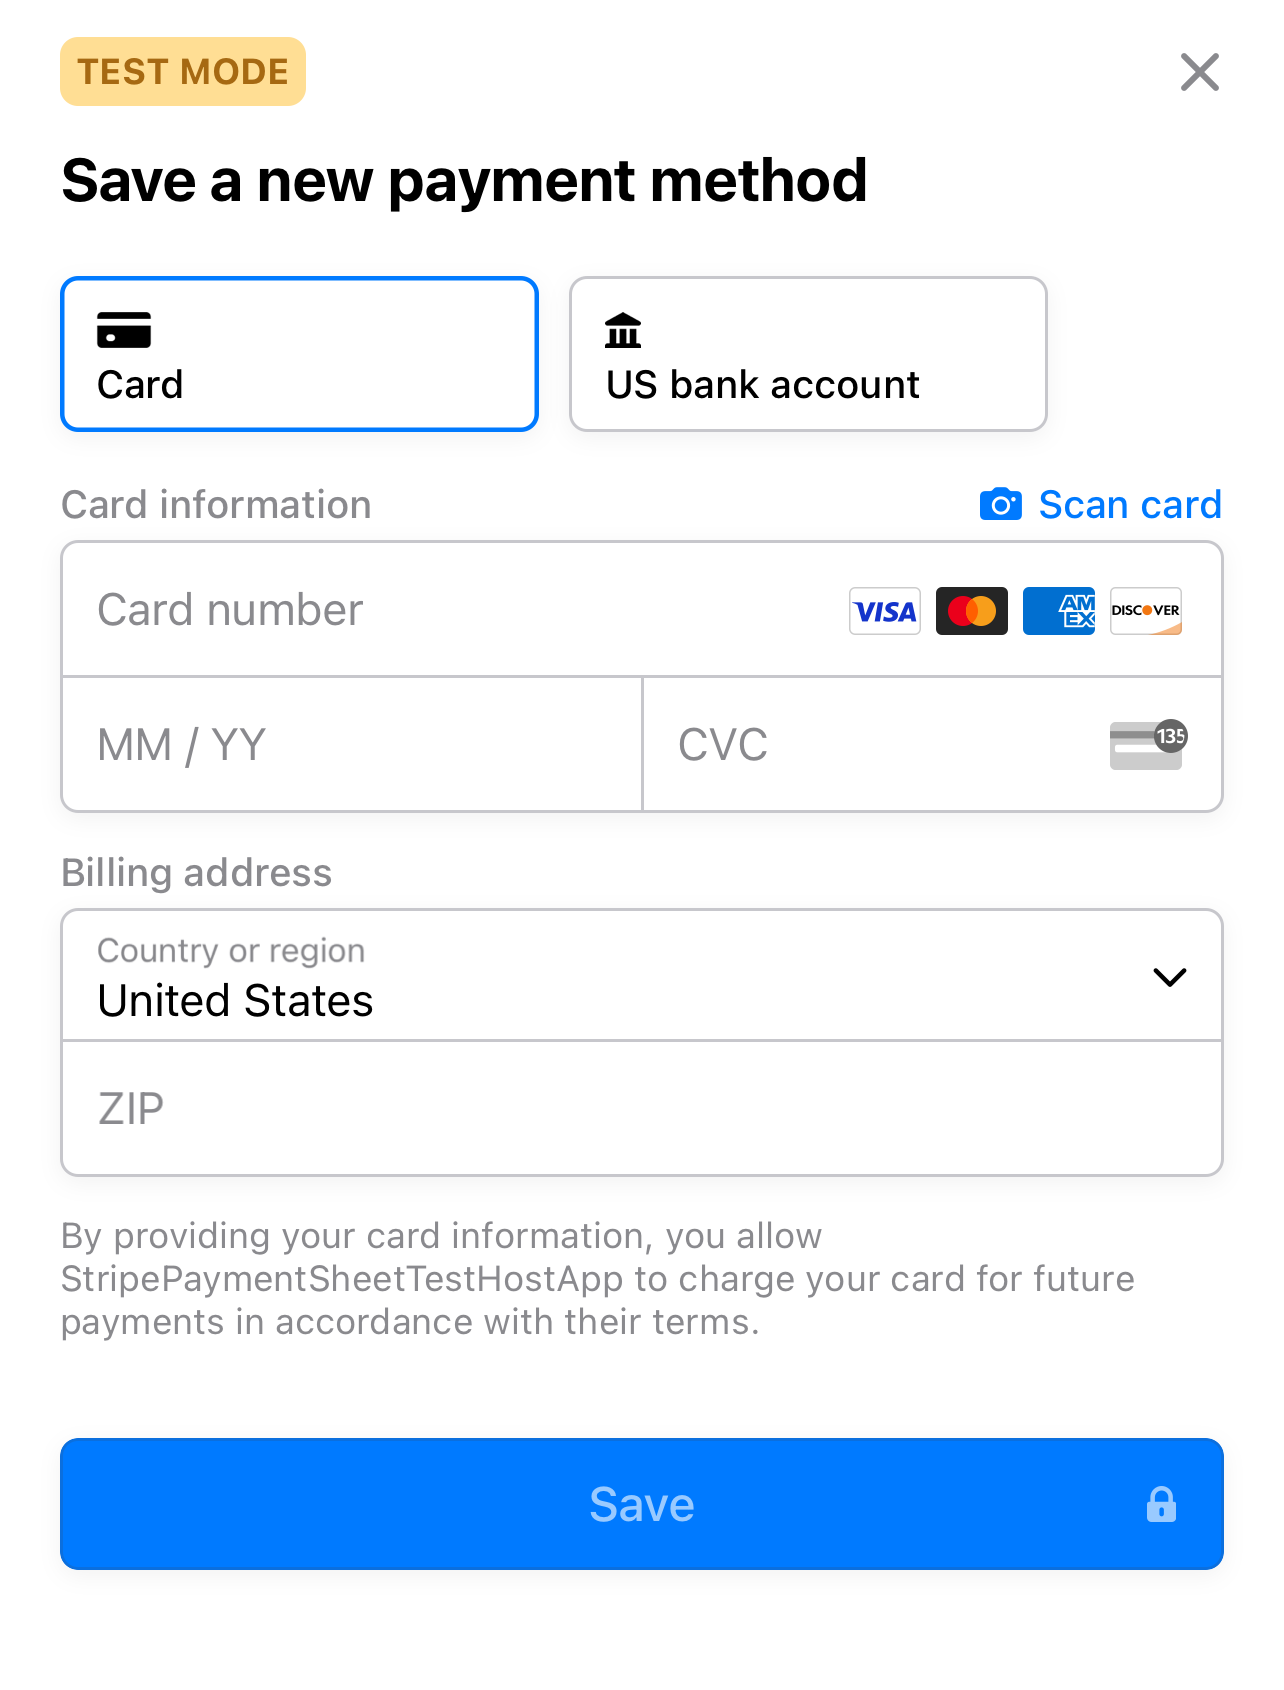 TEST MODE
Save a new payment method
Card
US bank account
Card information
Scan card
Card number
VISA
AM
EX
DISCOVER
MM / YY
CVC
135
Billing address
Country or region
United States
ZIP
By providing your card information, you allow
StripePaymentSheetTestHostApp to charge your card for future
payments in accordance with their terms.
Save